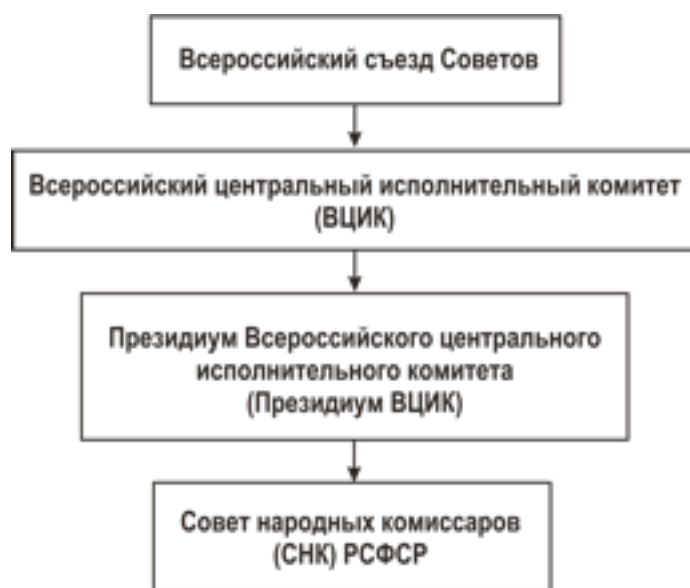 Всероссийский съезд Советов
Всероссийский центральный исполнительный комитет
(ВЦИК)
Президиум Всероссийского центрального
исполнительного комитета
(Президиум ВЦИК)
Совет народных комиссаров
(СНК) РСФСР